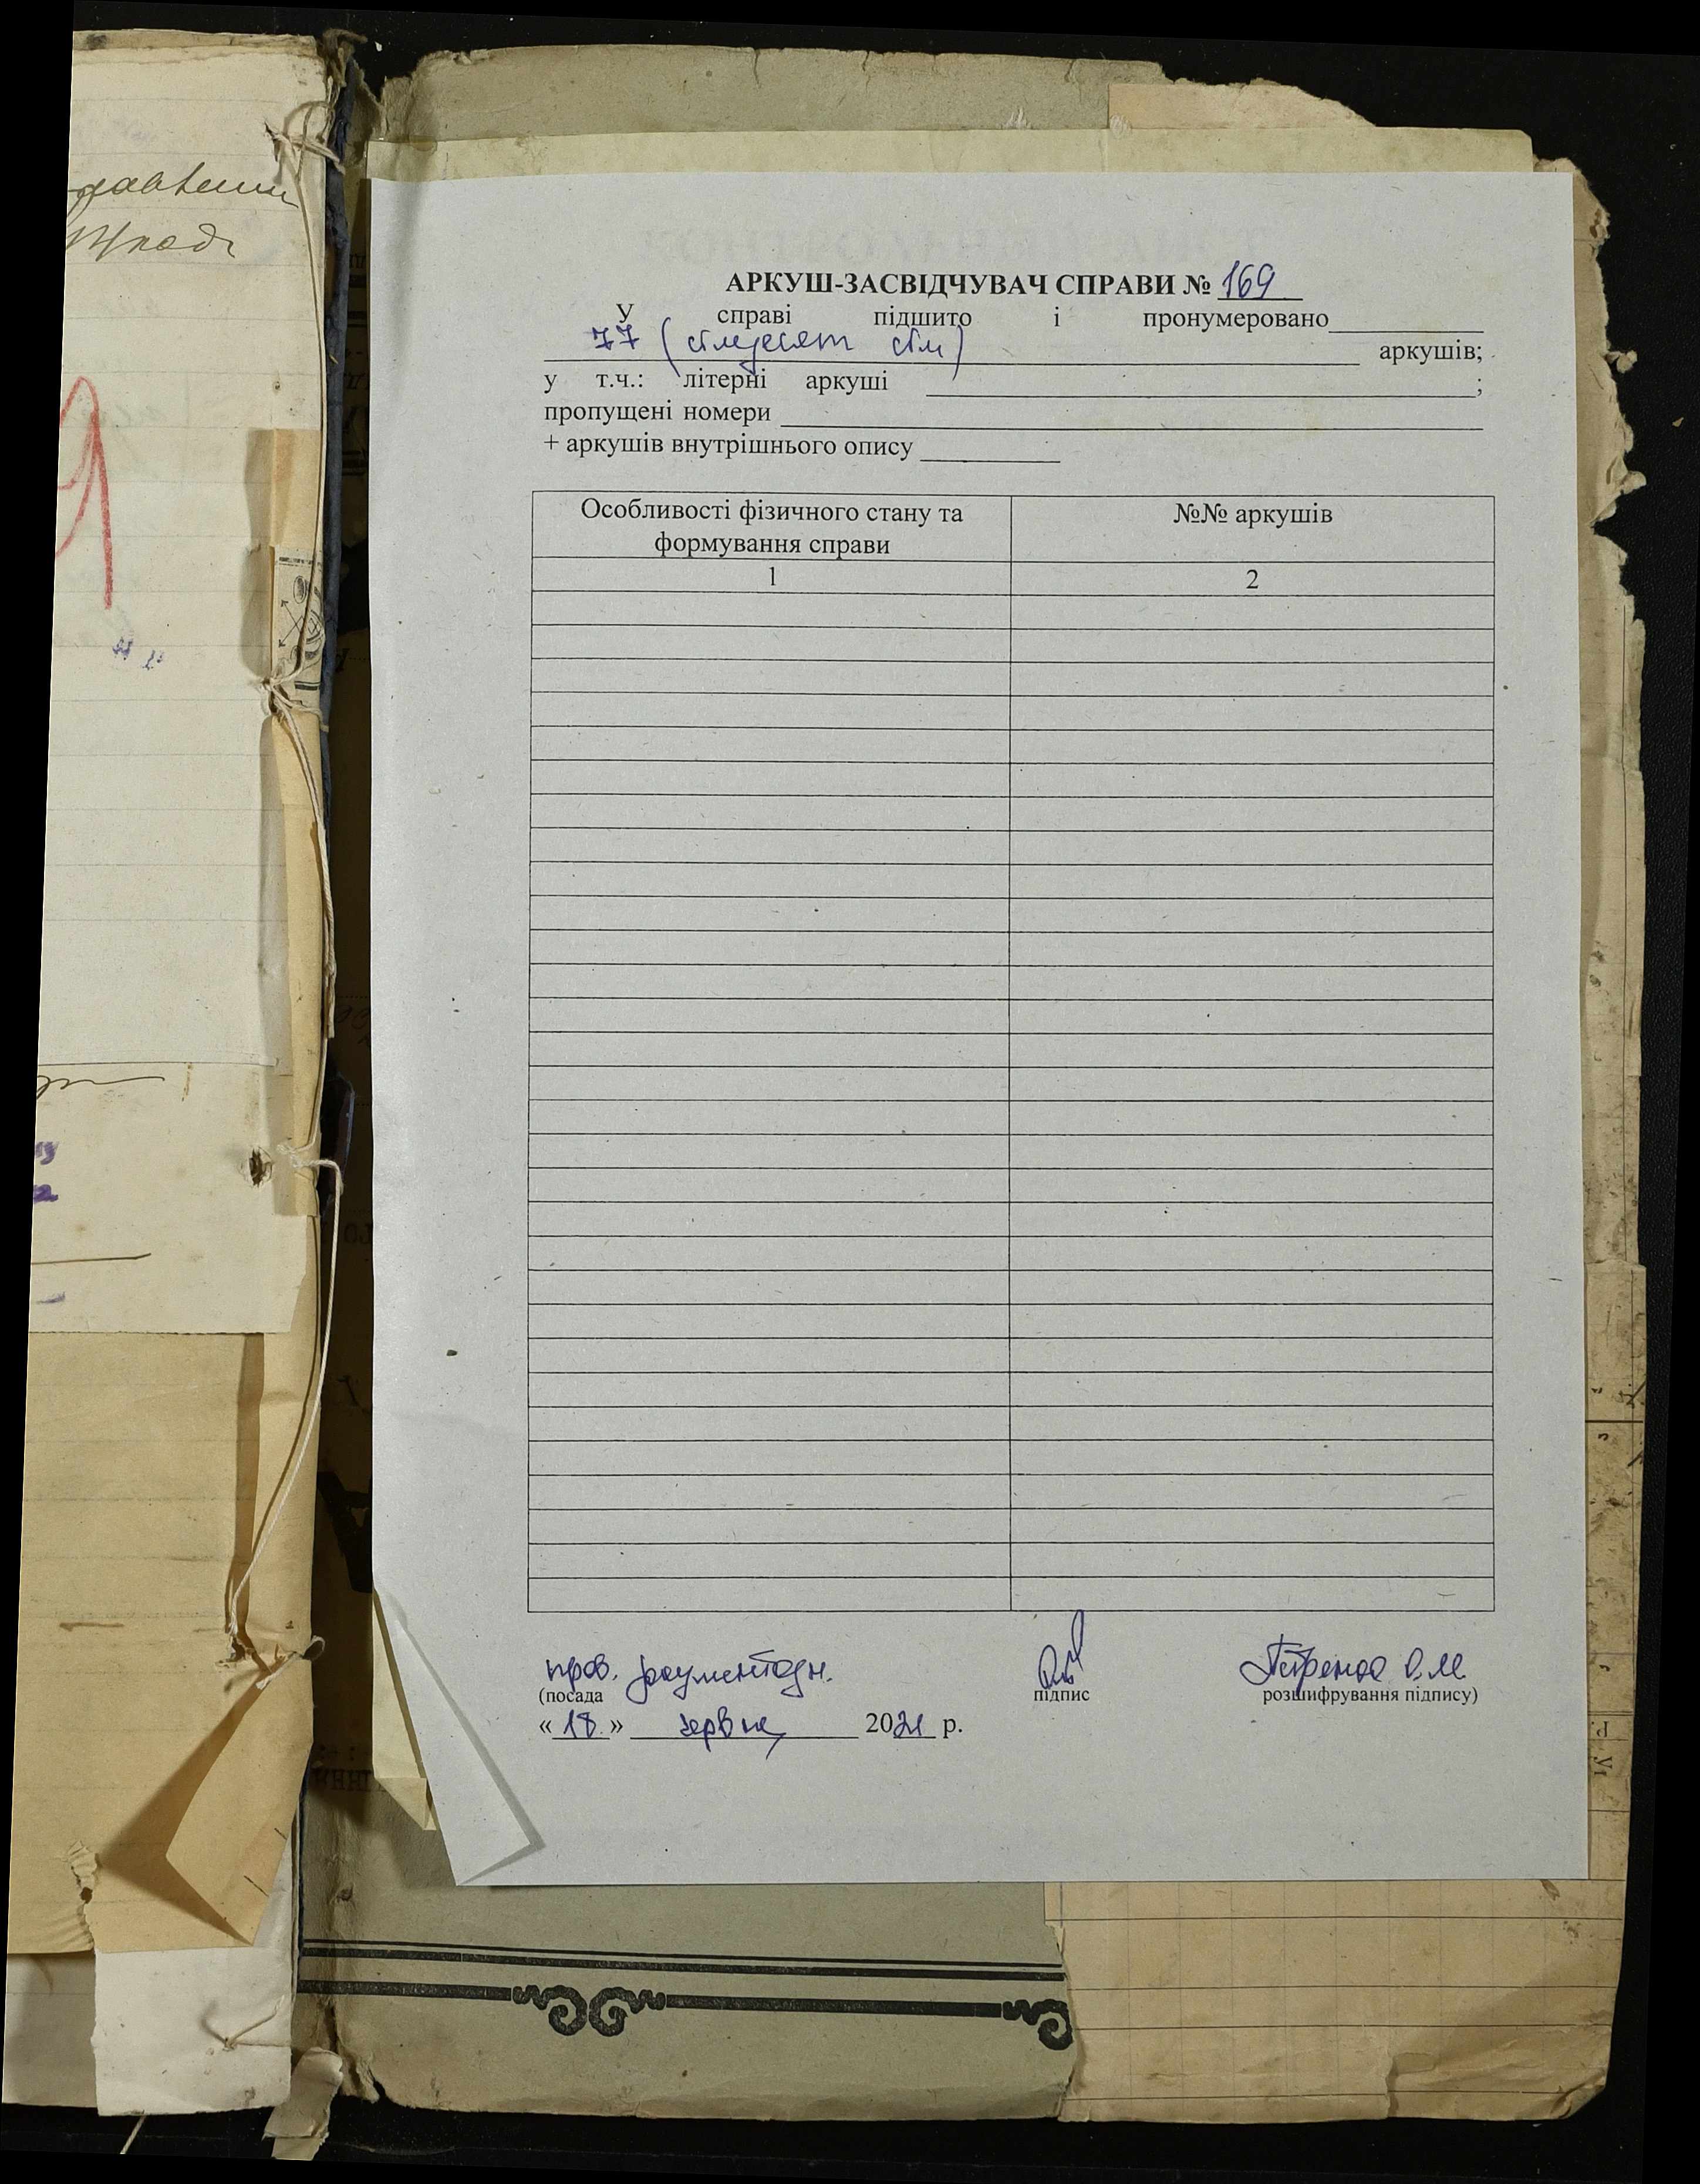 АРКУШ-ЗАСВІДЧУВАЧ СПРАВИ № 169
У справі підшито і пронумеровано
77 (сімдесят сім) аркушів;
у т.ч.: літерні аркуші ;
пропущені номери
+ аркушів внутрішнього опису
Особливості фізичного стану та
формування справи
№№ аркушів
1 2
пров. документозн.
(посада підпис розшифрування підпису)
«18» червня 2021 р.